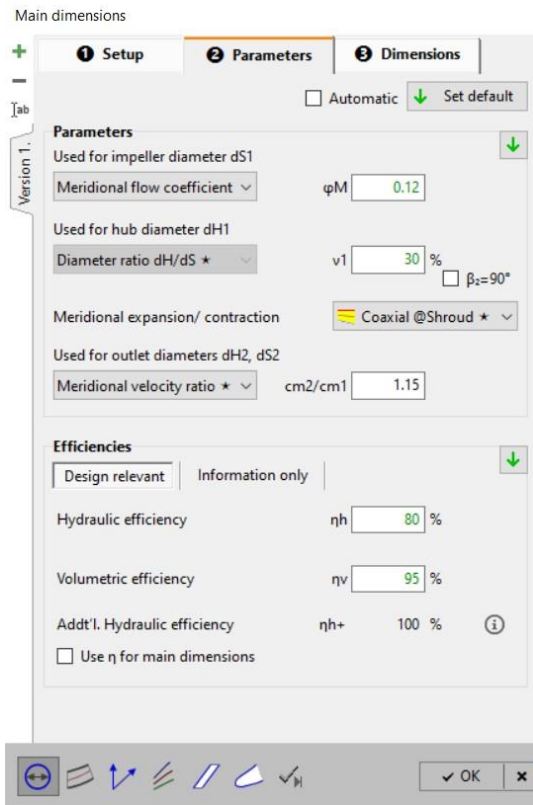 Main dimensions
1 Setup
2 Parameters
3 Dimensions
ab
Version 1.
Automatic
Set default
Parameters
Used for impeller diameter dS1
Meridional flow coefficient φM 0.12
Used for hub diameter dH1
Diameter ratio dH/dS ★ ν1 30 %
β₂=90°
Meridional expansion/ contraction Coaxial @Shroud ★
Used for outlet diameters dH2, dS2
Meridional velocity ratio ★ cm2/cm1 1.15
Efficiencies
Design relevant Information only
Hydraulic efficiency ηh 80 %
Volumetric efficiency ηv 95 %
Addt'l. Hydraulic efficiency ηh+ 100 %
Use η for main dimensions
OK